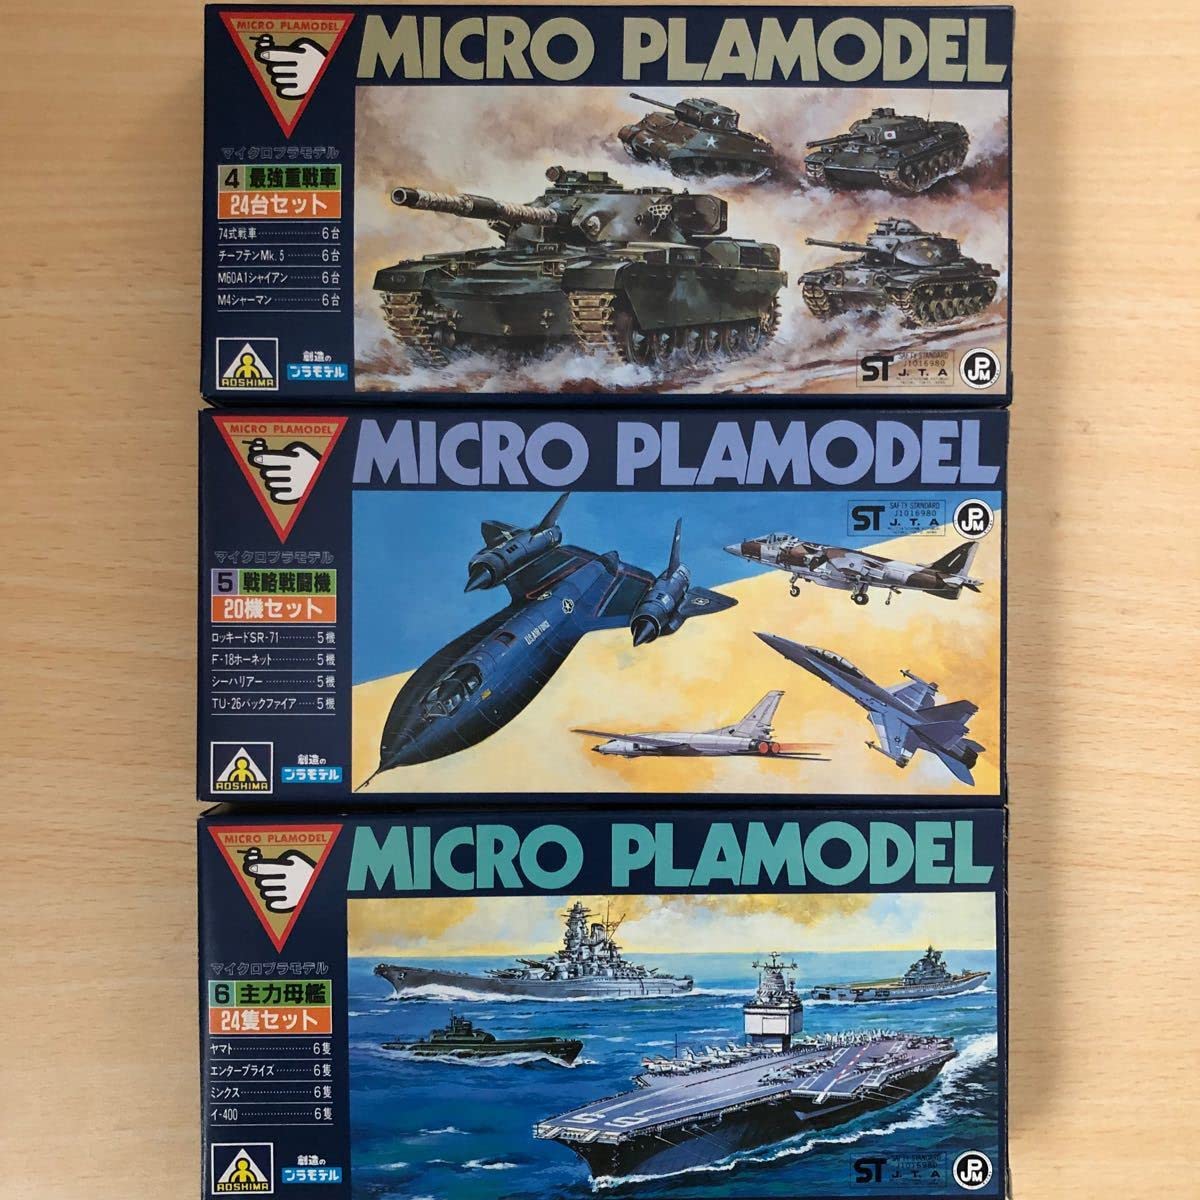 MICRO PLAMODEL
MICRO PLAMODEL
マイクロプラモデル
4 最強重戦車
24台セット
74式戦車…………6台
チーフテンMk.5……6台
M60A1シャイアン……6台
M4シャーマン………6台
AOSHIMA
創造の
プラモデル
ST
SAFTY STANDARD
J1016980
J.T.A
JPM
MICRO PLAMODEL
MICRO PLAMODEL
マイクロプラモデル
5 戦略戦闘機
20機セット
ロッキードSR-71………5機
F-18ホーネット………5機
シーハリアー…………5機
TU-26バックファイア……5機
AOSHIMA
創造の
プラモデル
ST
SAFTY STANDARD
J1016980
J.T.A
JPM
U.S. AIR FORCE
MICRO PLAMODEL
MICRO PLAMODEL
マイクロプラモデル
6 主力母艦
24隻セット
ヤマト……………6隻
エンタープライズ………6隻
ミンクス……………6隻
イ-400……………6隻
AOSHIMA
創造の
プラモデル
ST
SAFTY STANDARD
J1016980
J.T.A
JPM